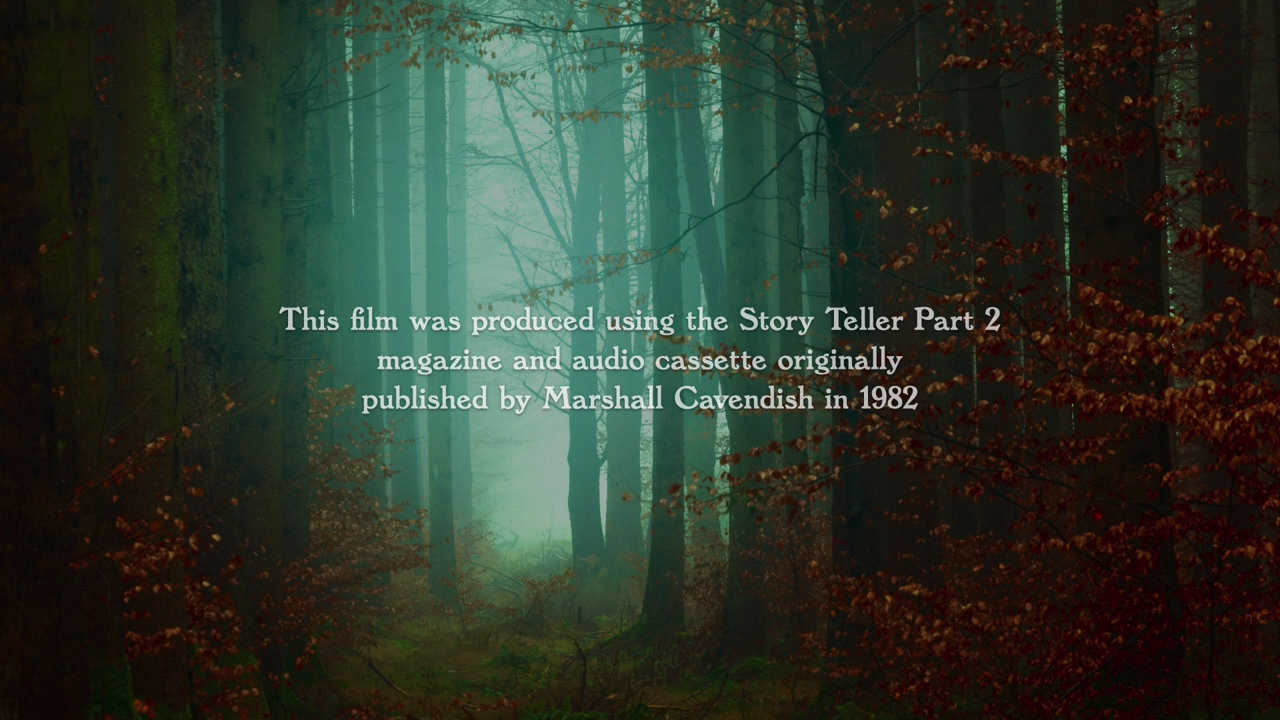 This film was produced using the Story Teller Part 2
magazine and audio cassette originally
published by Marshall Cavendish in 1982